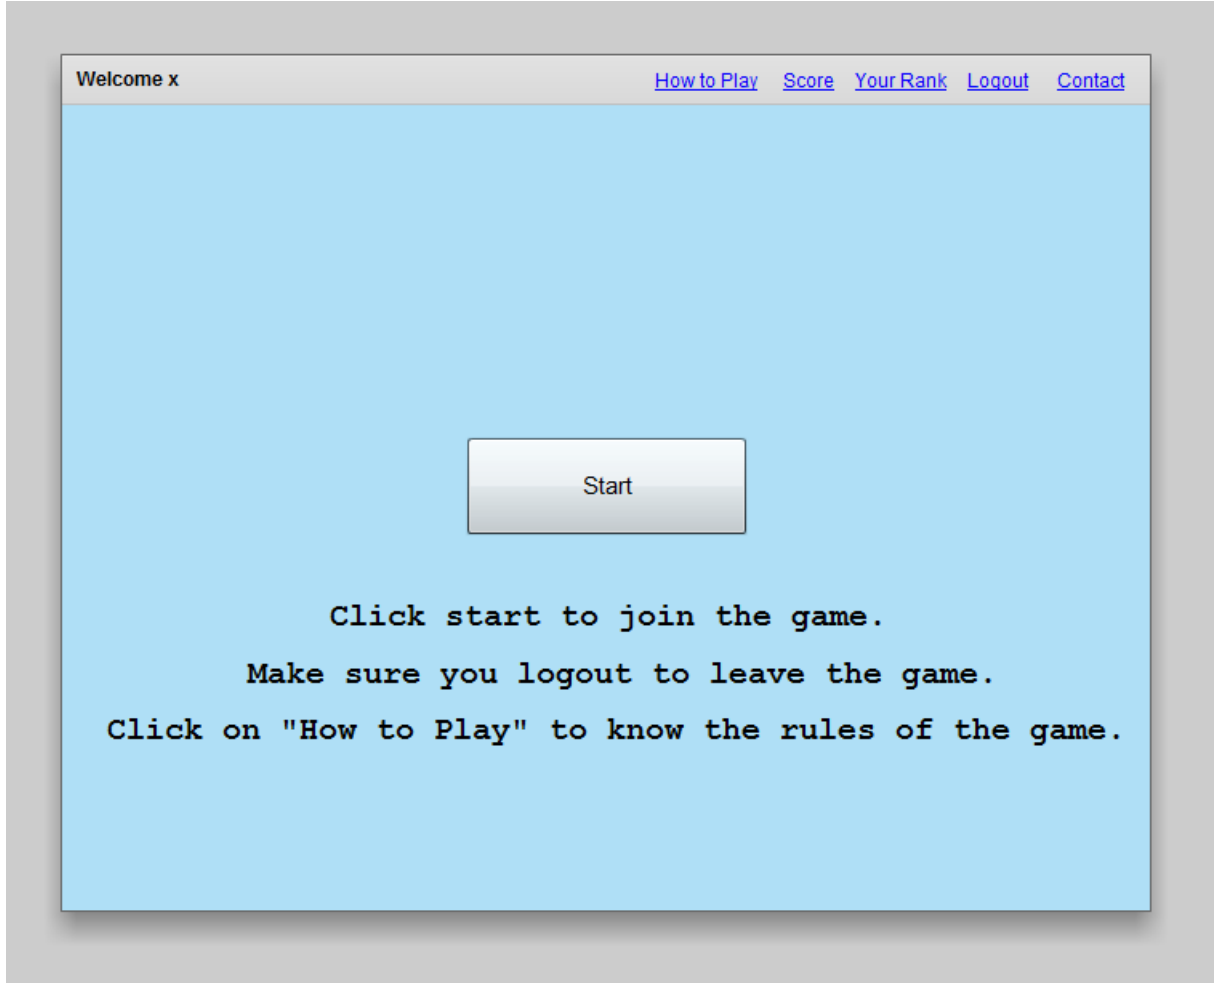 Welcome x How to Play Score Your Rank Logout Contact
Start
Click start to join the game.
Make sure you logout to leave the game.
Click on "How to Play" to know the rules of the game.